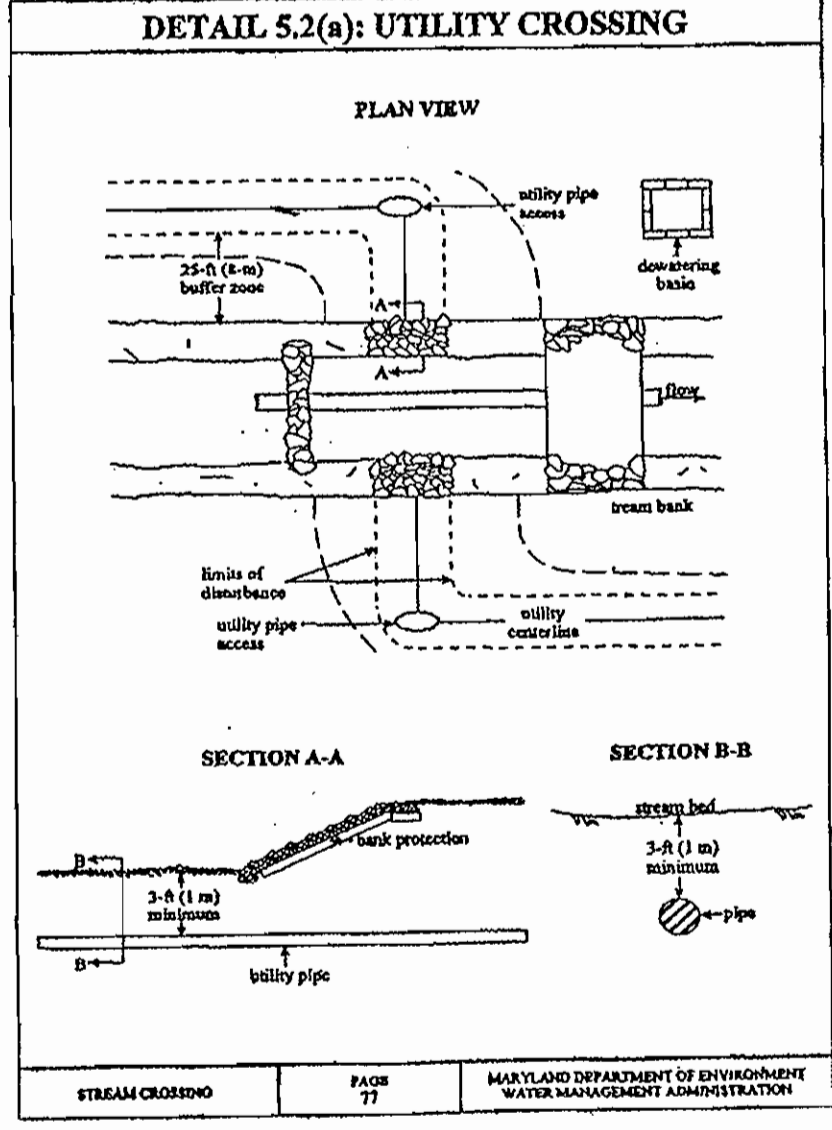 DETAIL 5.2(a): UTILITY CROSSING
PLAN VIEW
utility pipe
access
dewatering
basin
25-ft (8-m)
buffer zone
A
A
flow
tream bank
limits of
disturbance
utility pipe
access
utility
centerline
SECTION A-A
SECTION B-B
stream bed
bank protection
B
3-ft (1 m)
minimum
3-ft (1 m)
minimum
pipe
B
utility pipe
STREAM CROSSING
PAGE
77
MARYLAND DEPARTMENT OF ENVIRONMENT
WATER MANAGEMENT ADMINISTRATION